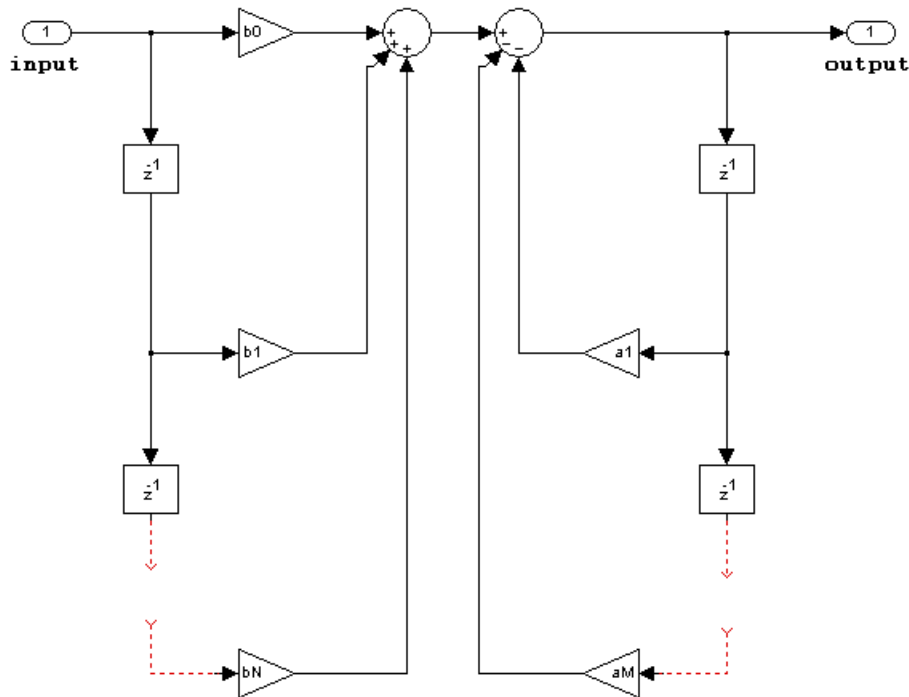 1 b0 + + + + − − 1
input output
z-1 z-1
b1 a1
z-1 z-1
bN aM